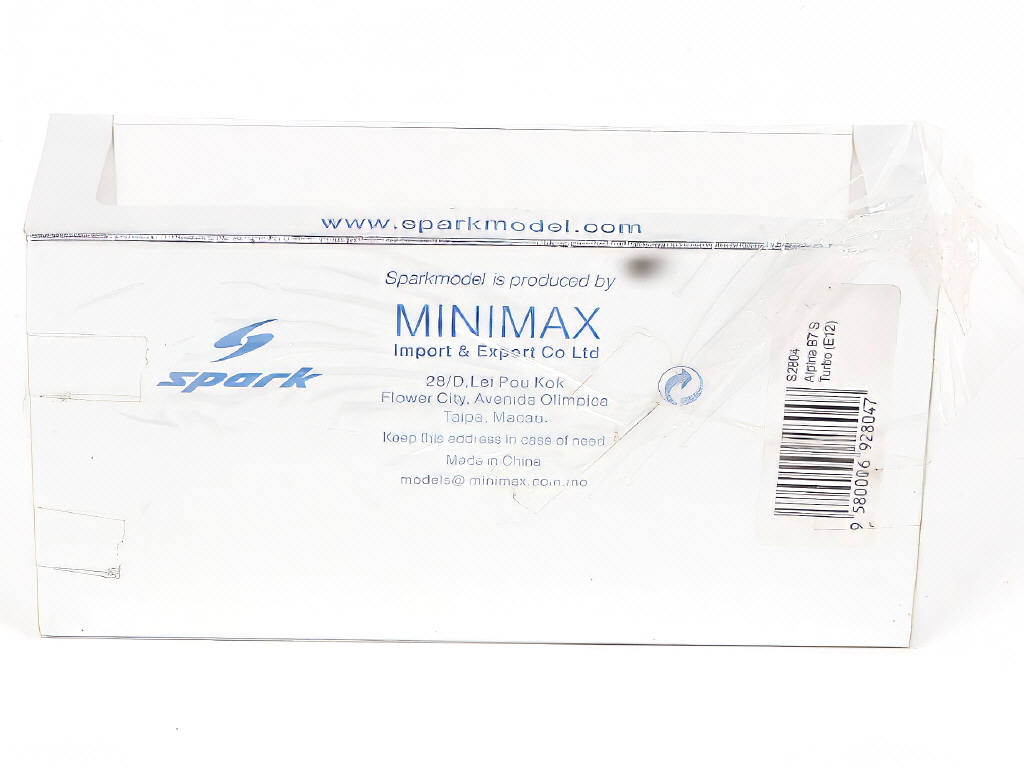 www.sparkmodel.com
Sparkmodel is produced by
MINIMAX
Import & Export Co Ltd
spark
28/D, Lei Pou Kok
Flower City, Avenida Olimpica
Taipa, Macau.
Keep this address in case of need
Made in China
models@minimax.com.mo
S2804
Alpina B7 S
Turbo (E12)
9 580006 928047